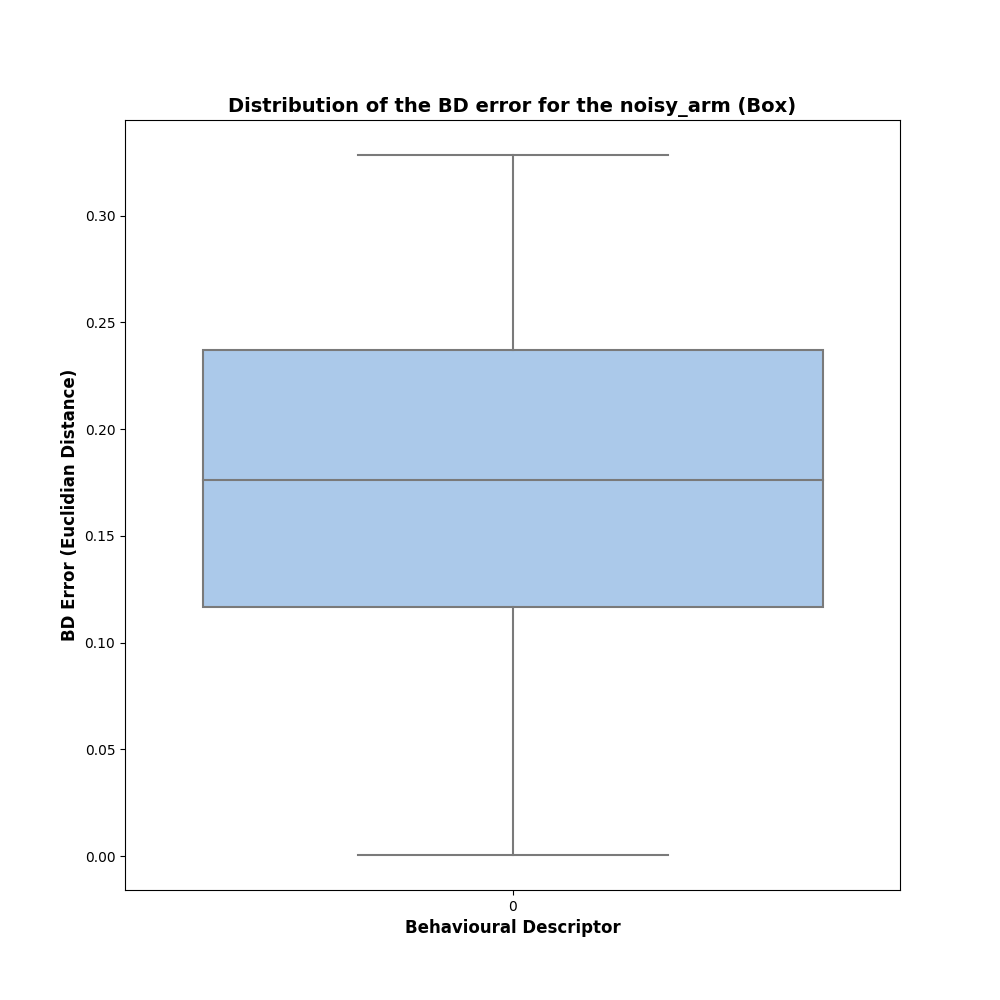 Distribution of the BD error for the noisy_arm (Box)
BD Error (Euclidian Distance)
0.30
0.25
0.20
0.15
0.10
0.05
0.00
0
Behavioural Descriptor